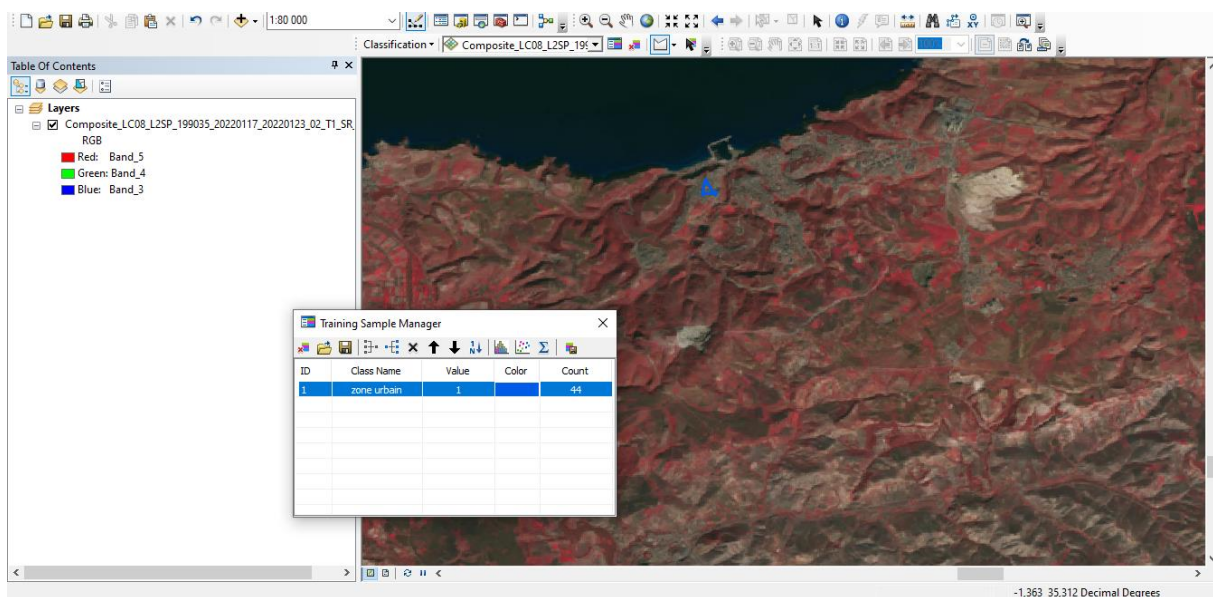 1:80 000
Classification Composite_LC08_L2SP_199
Table Of Contents
Layers
Composite_LC08_L2SP_199035_20220117_20220123_02_T1_SR_
RGB
Red: Band_5
Green: Band_4
Blue: Band_3
Training Sample Manager
ID Class Name Value Color Count
1 zone urbain 1 44
-1,363 35,312 Decimal Degrees